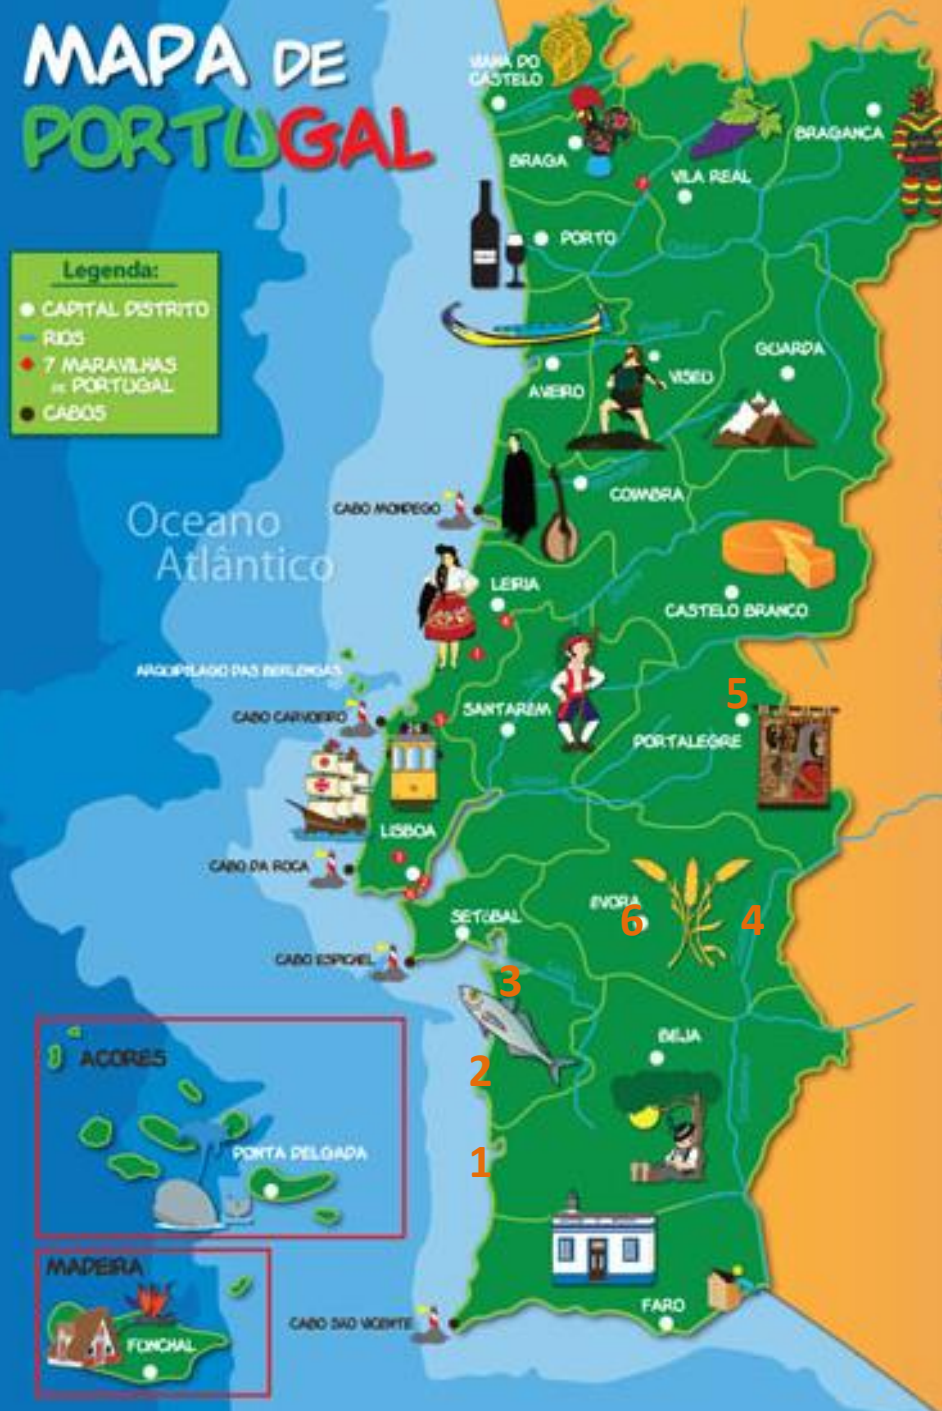 MAPA DE
PORTUGAL
Legenda:
CAPITAL DISTRITO
RIOS
7 MARAVILHAS
DE PORTUGAL
CABOS
VIANA DO
CASTELO
BRAGANÇA
BRAGA
VILA REAL
PORTO
Douro
GUARDA
VISEU
AVEIRO
COIMBRA
CABO MONDEGO
Oceano
Atlântico
LEIRIA
CASTELO BRANCO
ARQUIPÉLAGO DAS BERLENGAS
5
SANTARÉM
CABO CARVOEIRO
PORTALEGRE
LISBOA
CABO DA ROCA
ÉVORA
6
4
SETÚBAL
CABO ESPICHEL
3
BEJA
AÇORES
2
PONTA DELGADA
1
MADEIRA
FARO
CABO SÃO VICENTE
FUNCHAL